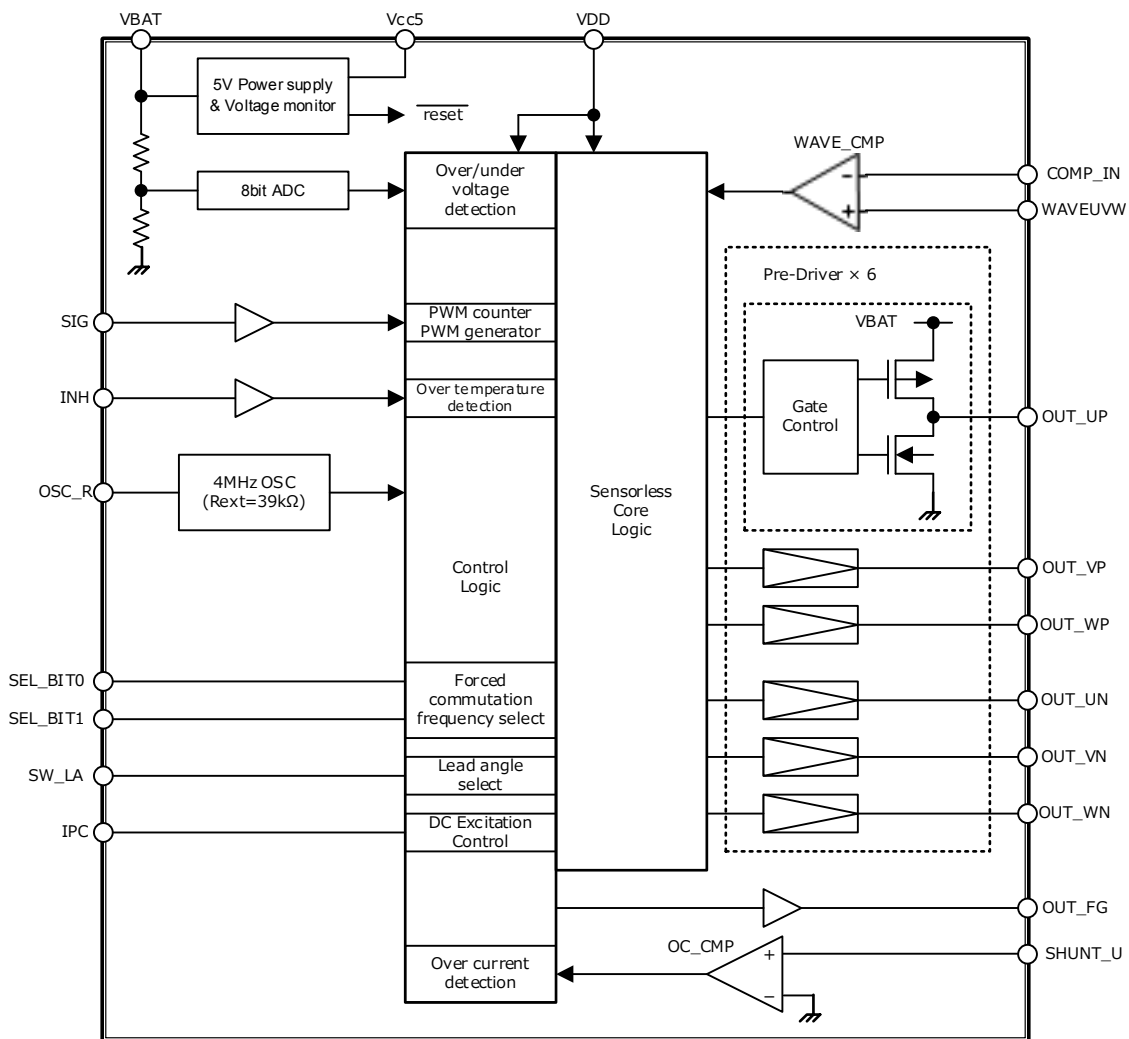 VBAT
Vcc5
VDD
5V Power supply
& Voltage monitor
reset
8bit ADC
Over/under
voltage
detection
WAVE_CMP
-
+
COMP_IN
WAVEUVW
Pre-Driver × 6
VBAT
SIG
PWM counter
PWM generator
INH
Over temperature
detection
Gate
Control
OUT_UP
OSC_R
4MHz OSC
(Rext=39kΩ)
Sensorless
Core
Logic
Control
Logic
OUT_VP
OUT_WP
SEL_BIT0
SEL_BIT1
Forced
commutation
frequency select
OUT_UN
SW_LA
Lead angle
select
OUT_VN
IPC
DC Excitation
Control
OUT_WN
OUT_FG
OC_CMP
+
−
SHUNT_U
Over current
detection